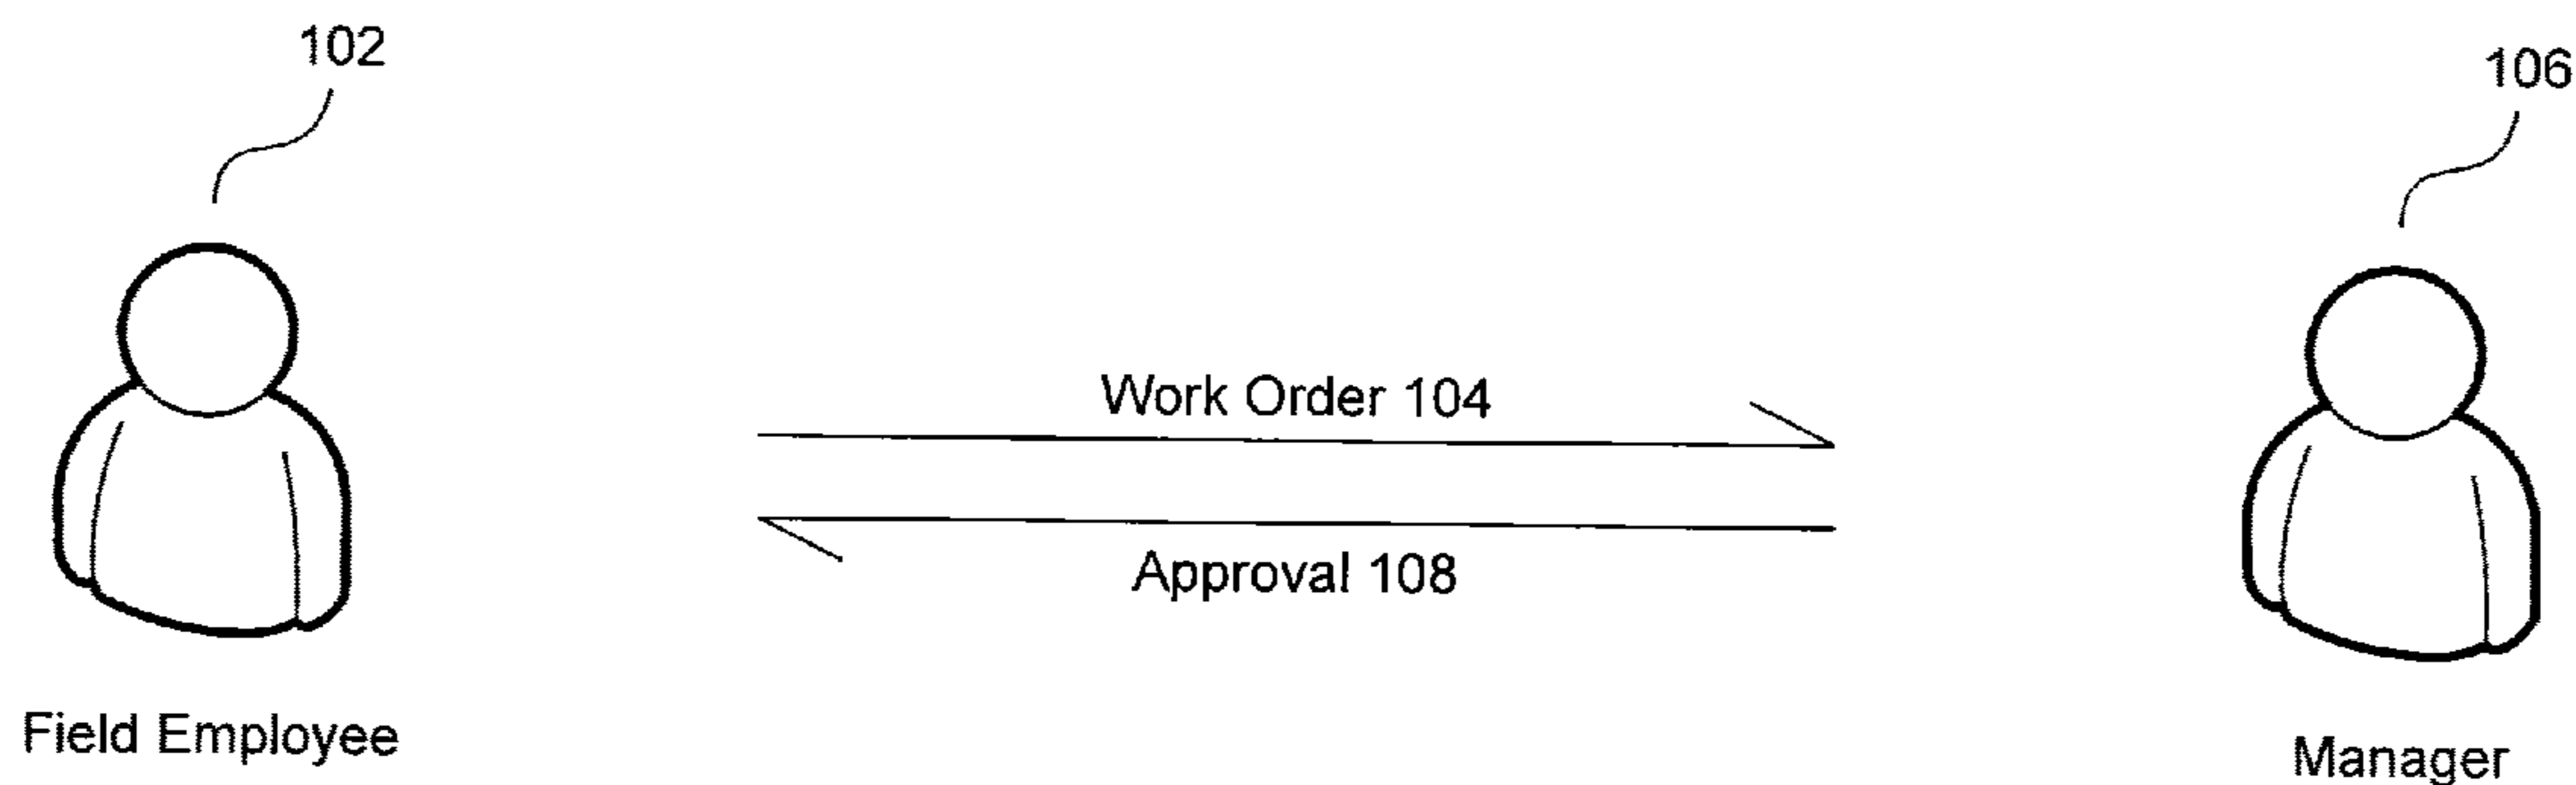 102
106
Work Order 104
Approval 108
Field Employee
Manager